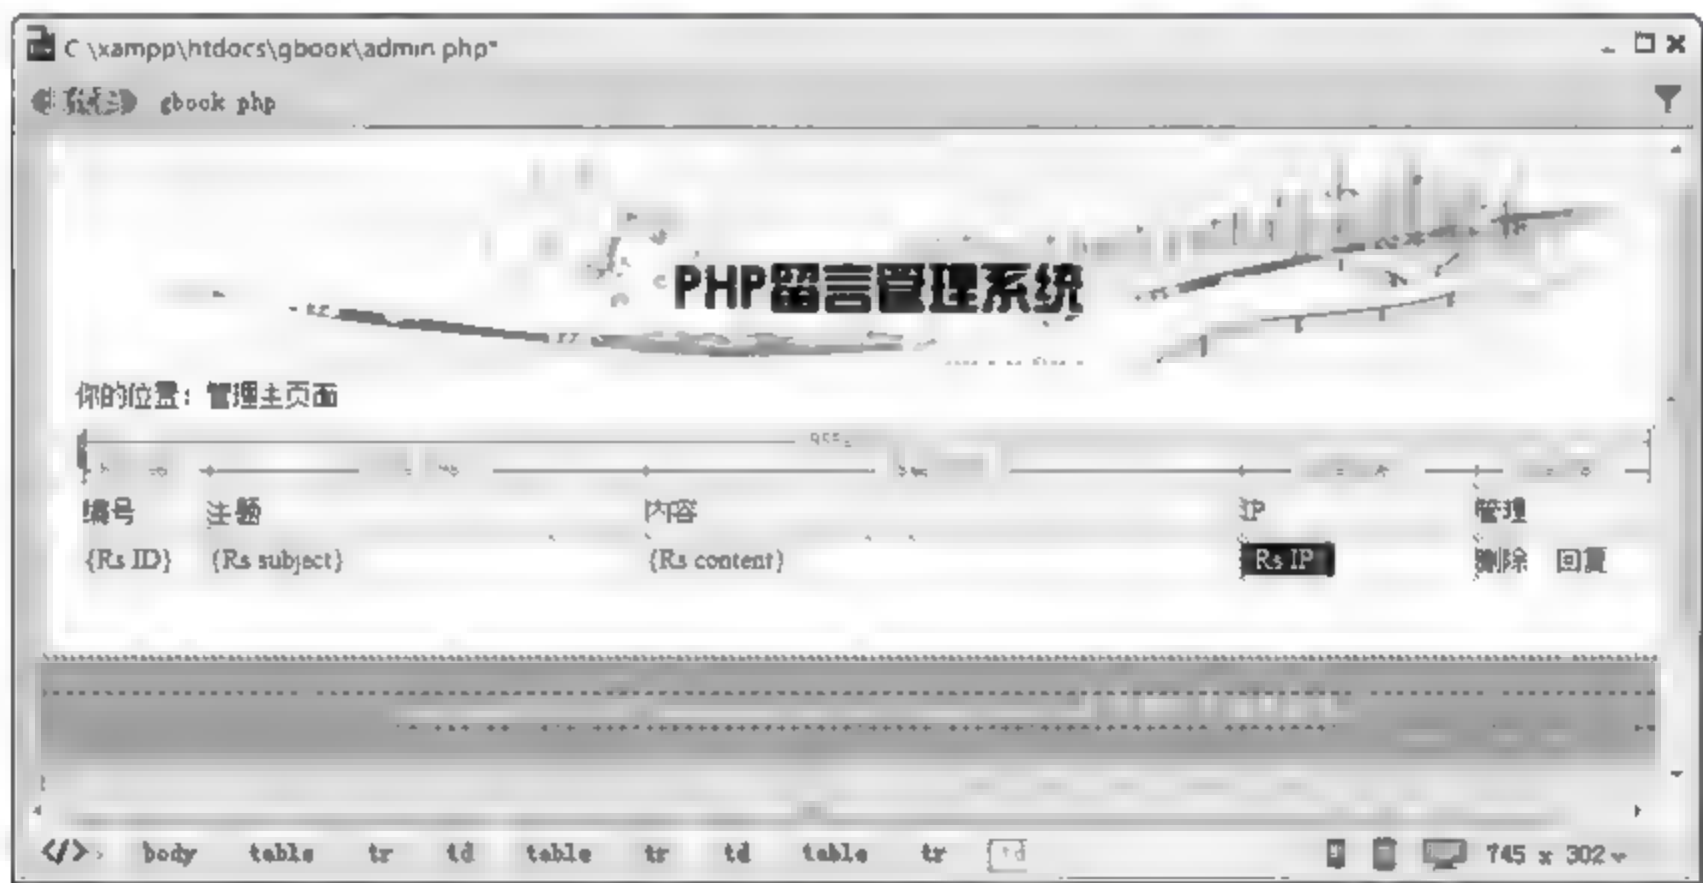 C:\xampp\htdocs\gbook\admin.php*
gbook.php
PHP留言管理系统
你的位置：管理主页面
编号 主题 内容 IP 管理
{Rs.ID} {Rs.subject} {Rs.content} Rs.IP 删除 回复
</> body table tr td table tr td table tr td 745 x 302